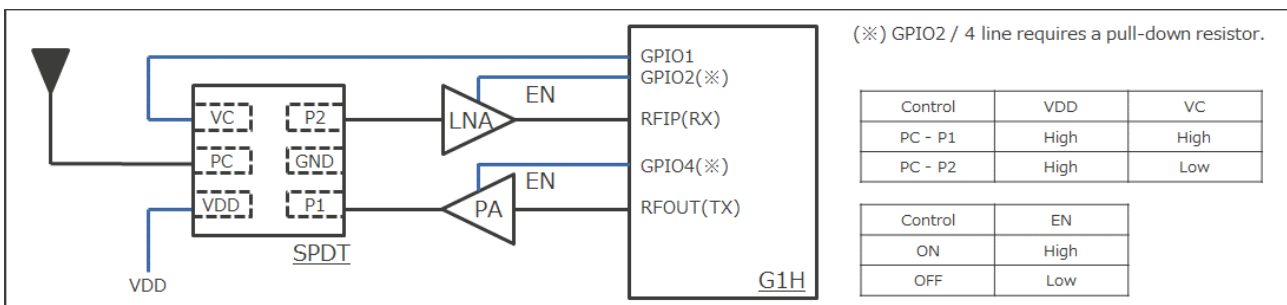 (※) GPIO2 / 4 line requires a pull-down resistor.
GPIO1
GPIO2(※)
EN
VC
P2
LNA
RFIP(RX)
PC
GND
GPIO4(※)
EN
VDD
P1
PA
RFOUT(TX)
SPDT
VDD
G1H
Control VDD VC
PC - P1 High High
PC - P2 High Low
Control EN
ON High
OFF Low